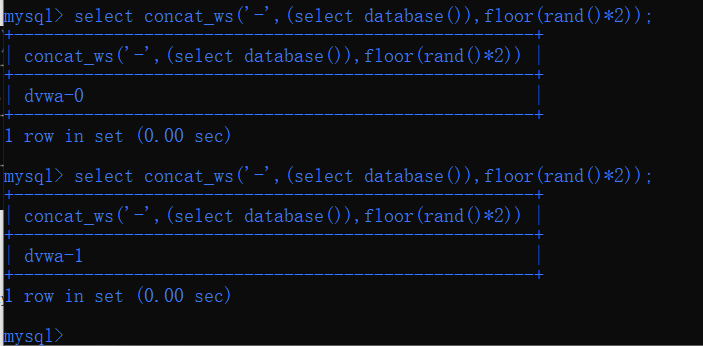 mysql> select concat_ws('-',(select database()),floor(rand()*2));
+----------------------------------------------------+
| concat_ws('-',(select database()),floor(rand()*2)) |
+----------------------------------------------------+
| dvwa-0                                             |
+----------------------------------------------------+
1 row in set (0.00 sec)
mysql> select concat_ws('-',(select database()),floor(rand()*2));
+----------------------------------------------------+
| concat_ws('-',(select database()),floor(rand()*2)) |
+----------------------------------------------------+
| dvwa-1                                             |
+----------------------------------------------------+
1 row in set (0.00 sec)
mysql>